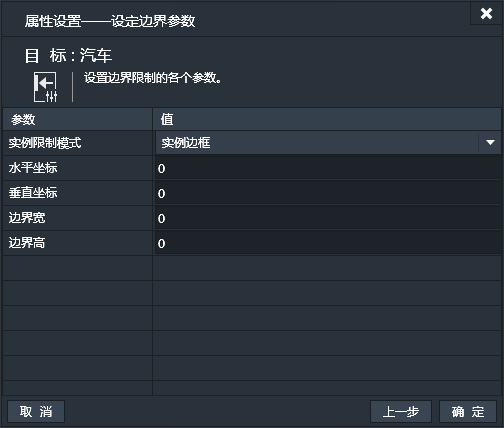 属性设置——设定边界参数
目 标 : 汽车
设置边界限制的各个参数。
参数 值
实例限制模式 实例边框
水平坐标 0
垂直坐标 0
边界宽 0
边界高 0
取 消 上一步 确 定